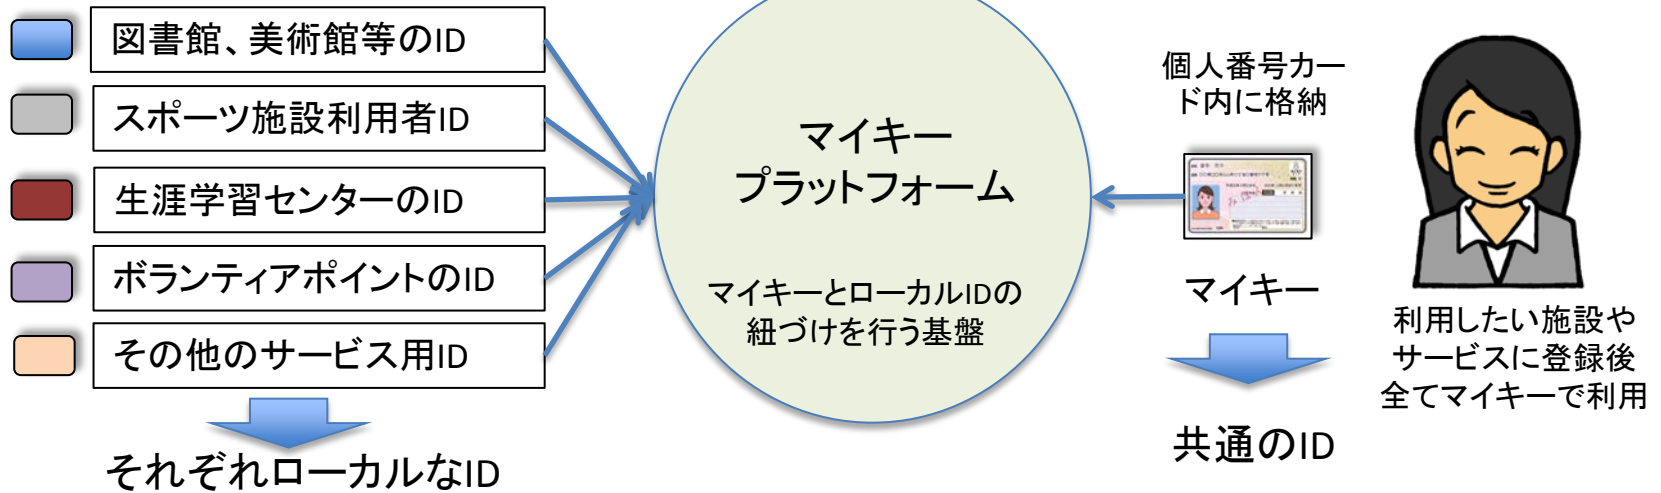 図書館、美術館等のID
スポーツ施設利用者ID
生涯学習センターのID
ボランティアポイントのID
その他のサービス用ID
それぞれローカルなID
マイキー
プラットフォーム
マイキーとローカルIDの
紐づけを行う基盤
個人番号カー
ド内に格納
マイキー
共通のID
利用したい施設や
サービスに登録後
全てマイキーで利用